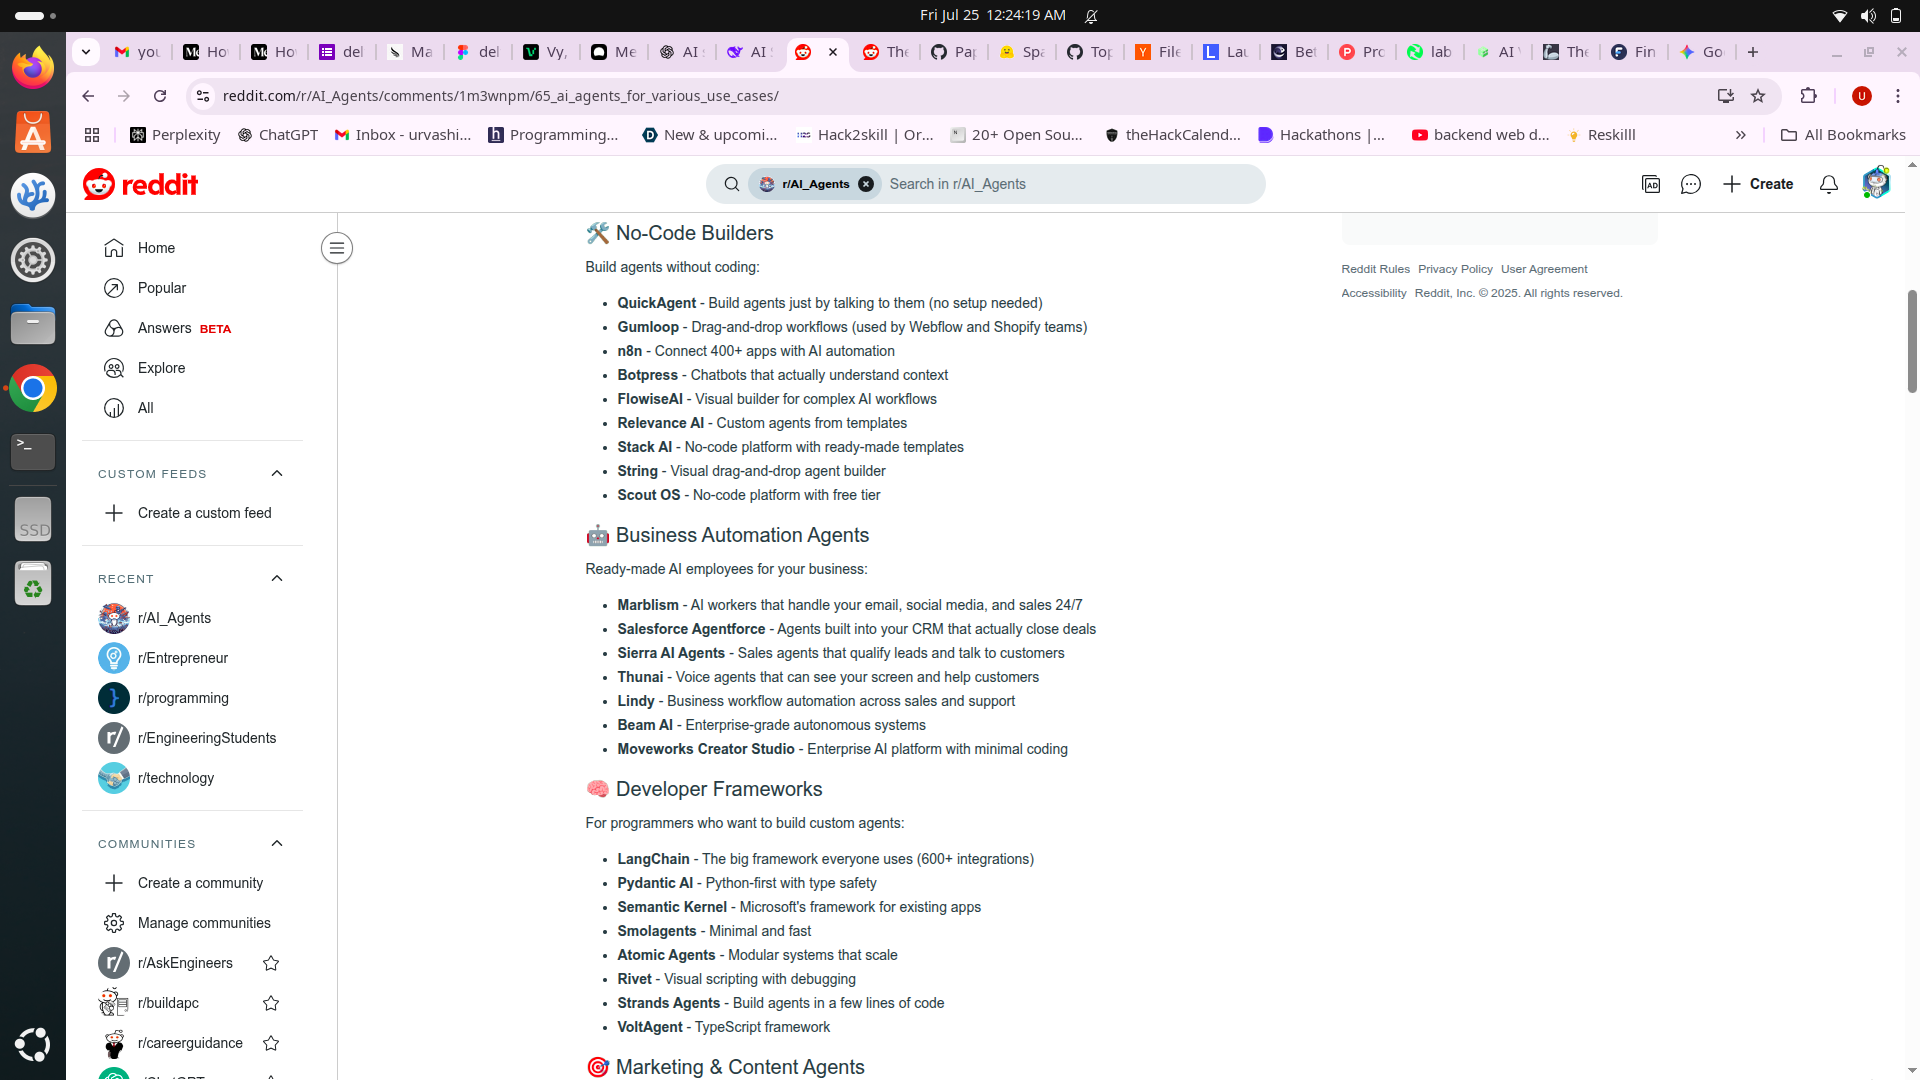 Fri Jul 25 12:24:19 AM
you
Ho
Ho
del
Ma
del
Vy,
Me
AI
AI
The
Pap
Spa
Top
File
Lau
Bet
Pro
lab
AI
The
Fin
Go
reddit.com/r/AI_Agents/comments/1m3wnpm/65_ai_agents_for_various_use_cases/
U
Perplexity
ChatGPT
Inbox - urvashi...
Programming...
New & upcomi...
Hack2skill | Or...
20+ Open Sou...
theHackCalend...
Hackathons |...
backend web d...
Reskilll
All Bookmarks
reddit
r/AI_Agents
Search in r/AI_Agents
Create
Home
Popular
Answers BETA
Explore
All
CUSTOM FEEDS
Create a custom feed
RECENT
r/AI_Agents
r/Entrepreneur
r/programming
r/EngineeringStudents
r/technology
COMMUNITIES
Create a community
Manage communities
r/AskEngineers
r/buildapc
r/careerguidance
SSD
🛠️ No-Code Builders
Build agents without coding:
• QuickAgent - Build agents just by talking to them (no setup needed)
• Gumloop - Drag-and-drop workflows (used by Webflow and Shopify teams)
• n8n - Connect 400+ apps with AI automation
• Botpress - Chatbots that actually understand context
• FlowiseAI - Visual builder for complex AI workflows
• Relevance AI - Custom agents from templates
• Stack AI - No-code platform with ready-made templates
• String - Visual drag-and-drop agent builder
• Scout OS - No-code platform with free tier
🤖 Business Automation Agents
Ready-made AI employees for your business:
• Marblism - AI workers that handle your email, social media, and sales 24/7
• Salesforce Agentforce - Agents built into your CRM that actually close deals
• Sierra AI Agents - Sales agents that qualify leads and talk to customers
• Thunai - Voice agents that can see your screen and help customers
• Lindy - Business workflow automation across sales and support
• Beam AI - Enterprise-grade autonomous systems
• Moveworks Creator Studio - Enterprise AI platform with minimal coding
🧠 Developer Frameworks
For programmers who want to build custom agents:
• LangChain - The big framework everyone uses (600+ integrations)
• Pydantic AI - Python-first with type safety
• Semantic Kernel - Microsoft's framework for existing apps
• Smolagents - Minimal and fast
• Atomic Agents - Modular systems that scale
• Rivet - Visual scripting with debugging
• Strands Agents - Build agents in a few lines of code
• VoltAgent - TypeScript framework
🎯 Marketing & Content Agents
Reddit Rules Privacy Policy User Agreement
Accessibility Reddit, Inc. © 2025. All rights reserved.